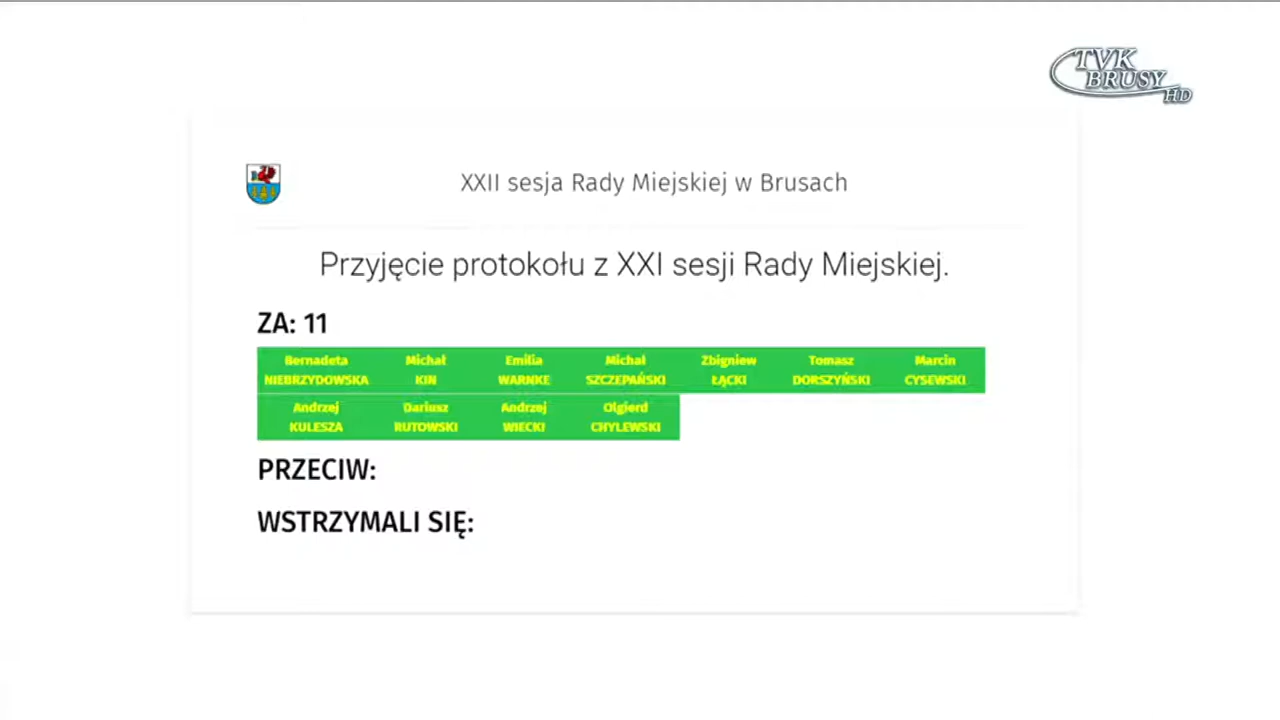 TVK
BRUSY
HD
XXII sesja Rady Miejskiej w Brusach
Przyjęcie protokołu z XXI sesji Rady Miejskiej.
ZA: 11
Bernadeta Michał Emilia Michał Zbigniew Tomasz Marcin
NIEBRZYDOWSKA KIN WARNKE SZCZEPAŃSKI ŁĄCKI DORSZYŃSKI CYSEWSKI
Andrzej Dariusz Andrzej Olgierd
KULESZA RUTOWSKI WIECKI CHYLEWSKI
PRZECIW:
WSTRZYMALI SIĘ: